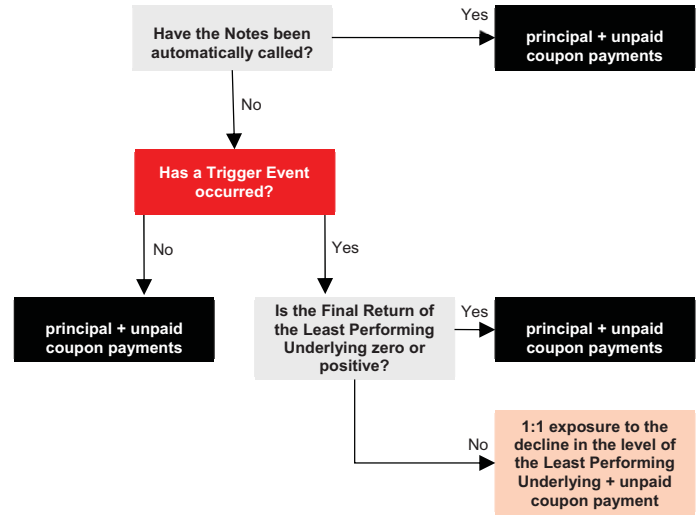 Have the Notes been
automatically called?
Yes
principal + unpaid
coupon payments
No
Has a Trigger Event
occurred?
No
Yes
principal + unpaid
coupon payments
Is the Final Return of
the Least Performing
Underlying zero or
positive?
Yes
principal + unpaid
coupon payments
No
1:1 exposure to the
decline in the level of
the Least Performing
Underlying + unpaid
coupon payment